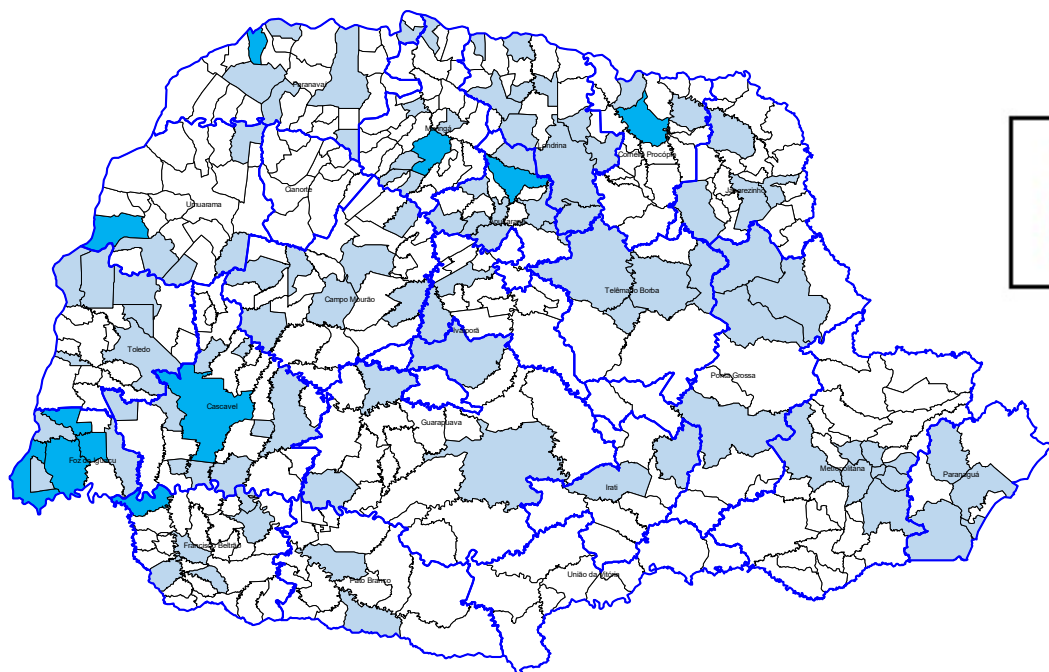 Paranavaí
Maringá
Londrina
Cornélio Procópio
Jacarezinho
Cianorte
Umuarama
Apucarana
Telêmaco Borba
Campo Mourão
Ivaiporã
Toledo
Ponta Grossa
Cascavel
Guarapuava
Foz do Iguaçu
Metropolitana
Paranaguá
Irati
Francisco Beltrão
Pato Branco
União da Vitória